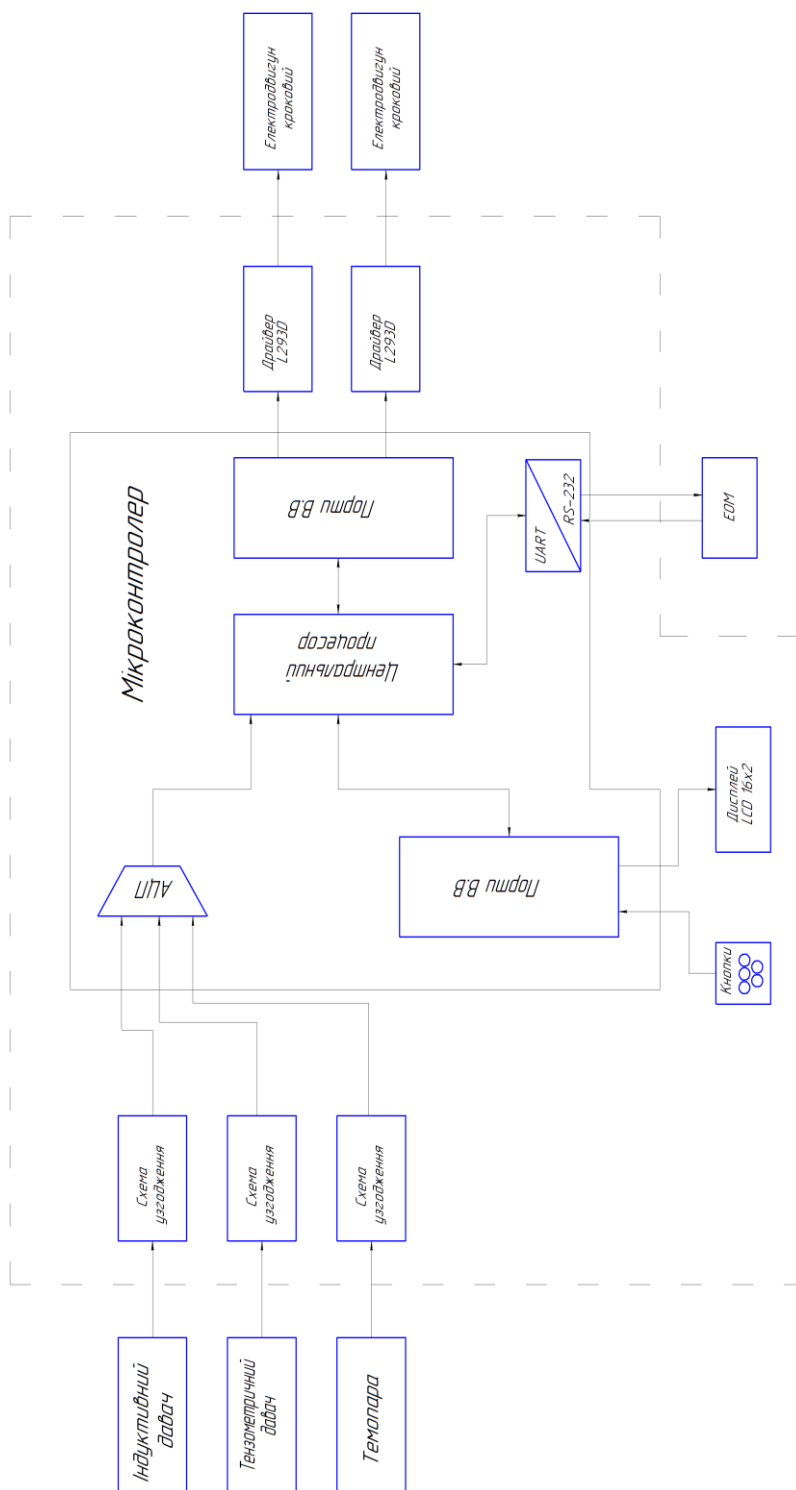 Електродвигун
кроковий
Електродвигун
кроковий
Драйвер
L293D
Драйвер
L293D
Мікроконтролер
Порти В.В
UART
RS-232
ЕОМ
Центральний
процесор
АЦП
Порти В.В
Дисплей
LCD 16x2
Кнопки
Схема
узгодження
Схема
узгодження
Схема
узгодження
Індуктивний
давач
Тензометричний
давач
Темопара